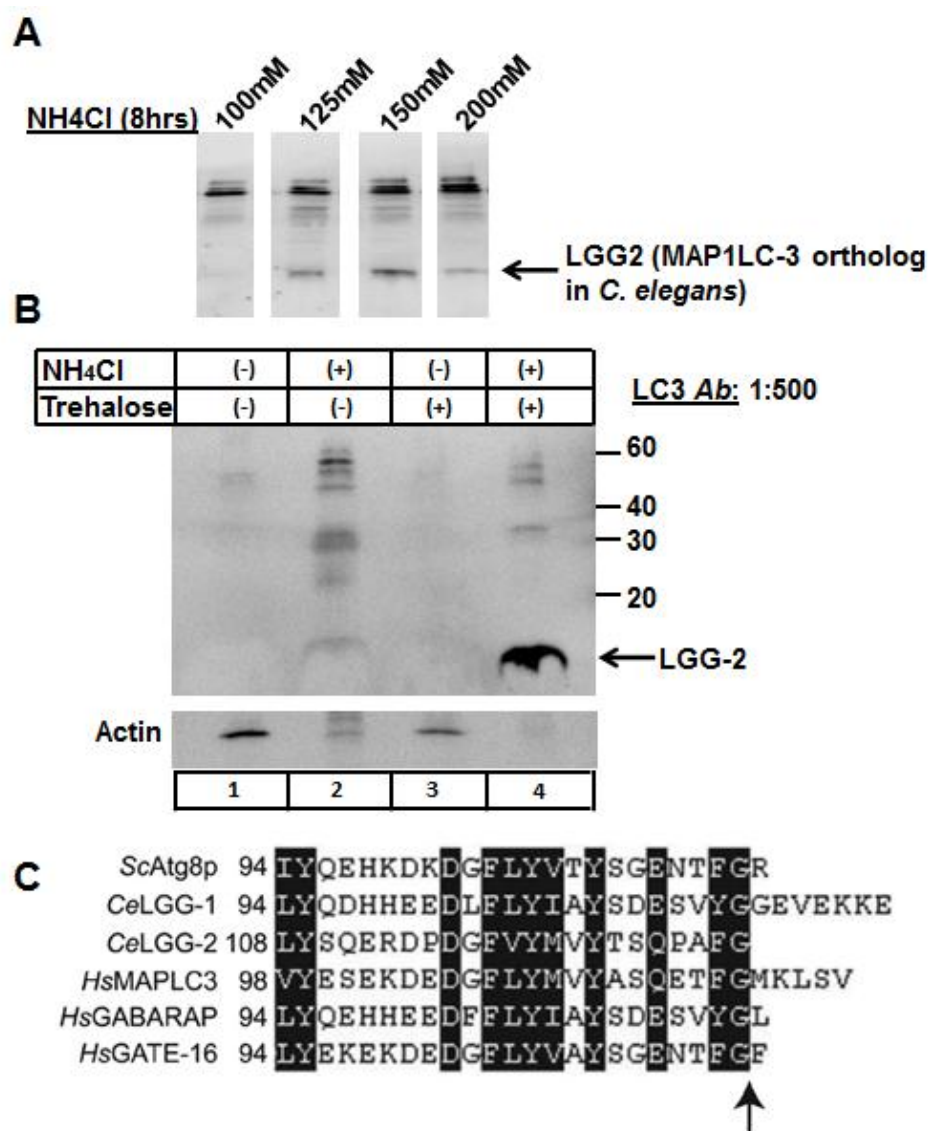 A
NH4Cl (8hrs) 100mM 125mM 150mM 200mM
LGG2 (MAP1LC-3 ortholog
in C. elegans)
B
NH4Cl (-) (+) (-) (+)
Trehalose (-) (-) (+) (+)
LC3 Ab: 1:500
60
40
30
20
LGG-2
Actin
1 2 3 4
C
ScAtg8p 94 IYQEHKDKDGFLYVTYSGENTFGR
CeLGG-1 94 LYQDHHEEDLFLYIAYSDESVYGGEVEKKE
CeLGG-2 108 LYSQERDPDGFVYMVYTSQPAFG
HsMAPLC3 98 VYESEKDEDGFLYMVYASQETFGMKLSV
HsGABARAP 94 LYQEHHEEDFFLYIAYSDESVYGL
HsGATE-16 94 LYEKEKDEDGFLYVAYSGENTFGF